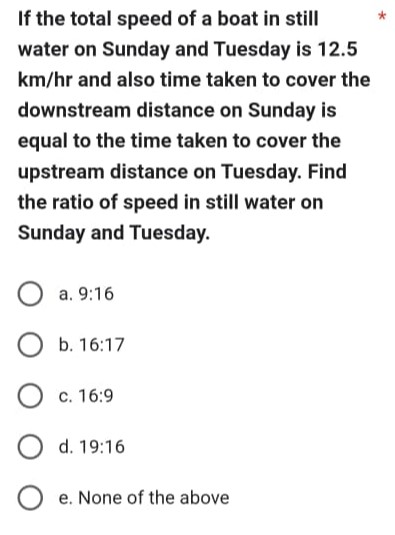 If the total speed of a boat in still *
water on Sunday and Tuesday is 12.5
km/hr and also time taken to cover the
downstream distance on Sunday is
equal to the time taken to cover the
upstream distance on Tuesday. Find
the ratio of speed in still water on
Sunday and Tuesday.
a. 9:16
b. 16:17
c. 16:9
d. 19:16
e. None of the above